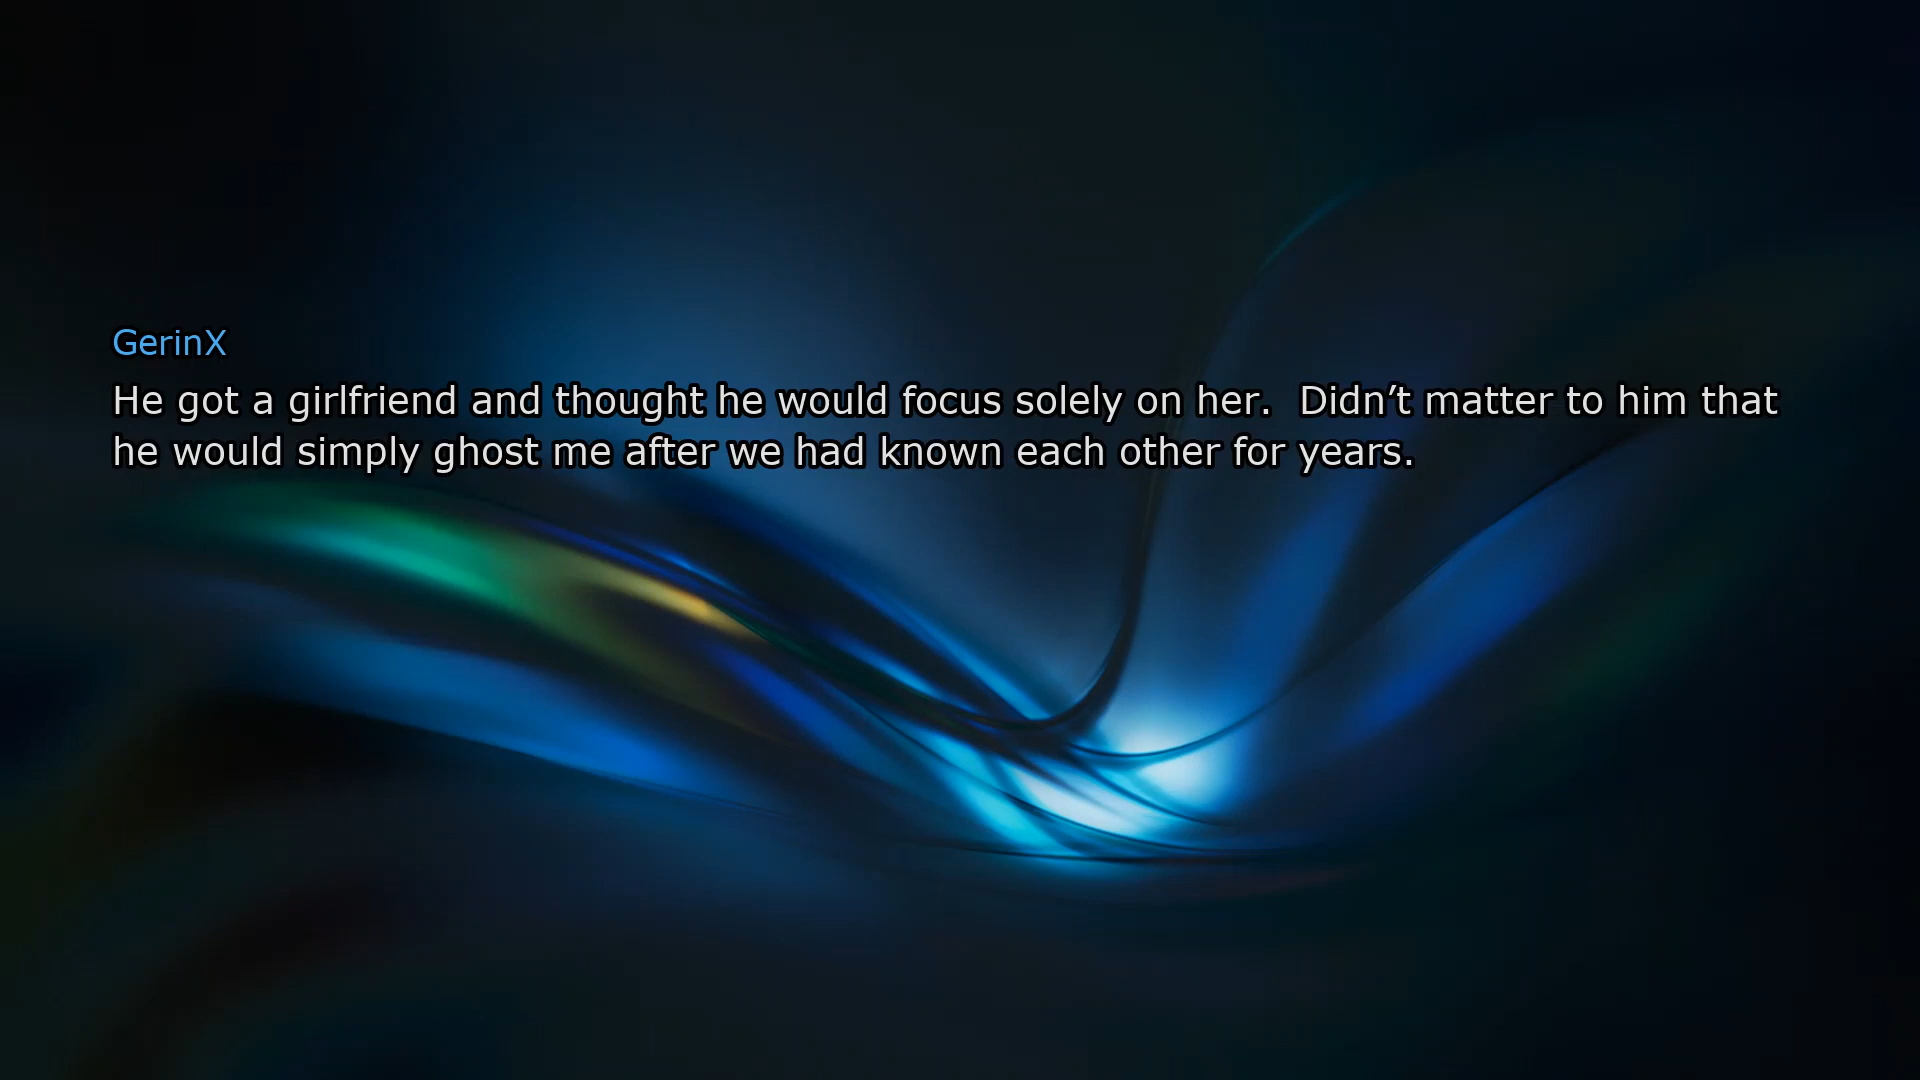 GerinX
He got a girlfriend and thought he would focus solely on her.  Didn’t matter to him that
he would simply ghost me after we had known each other for years.